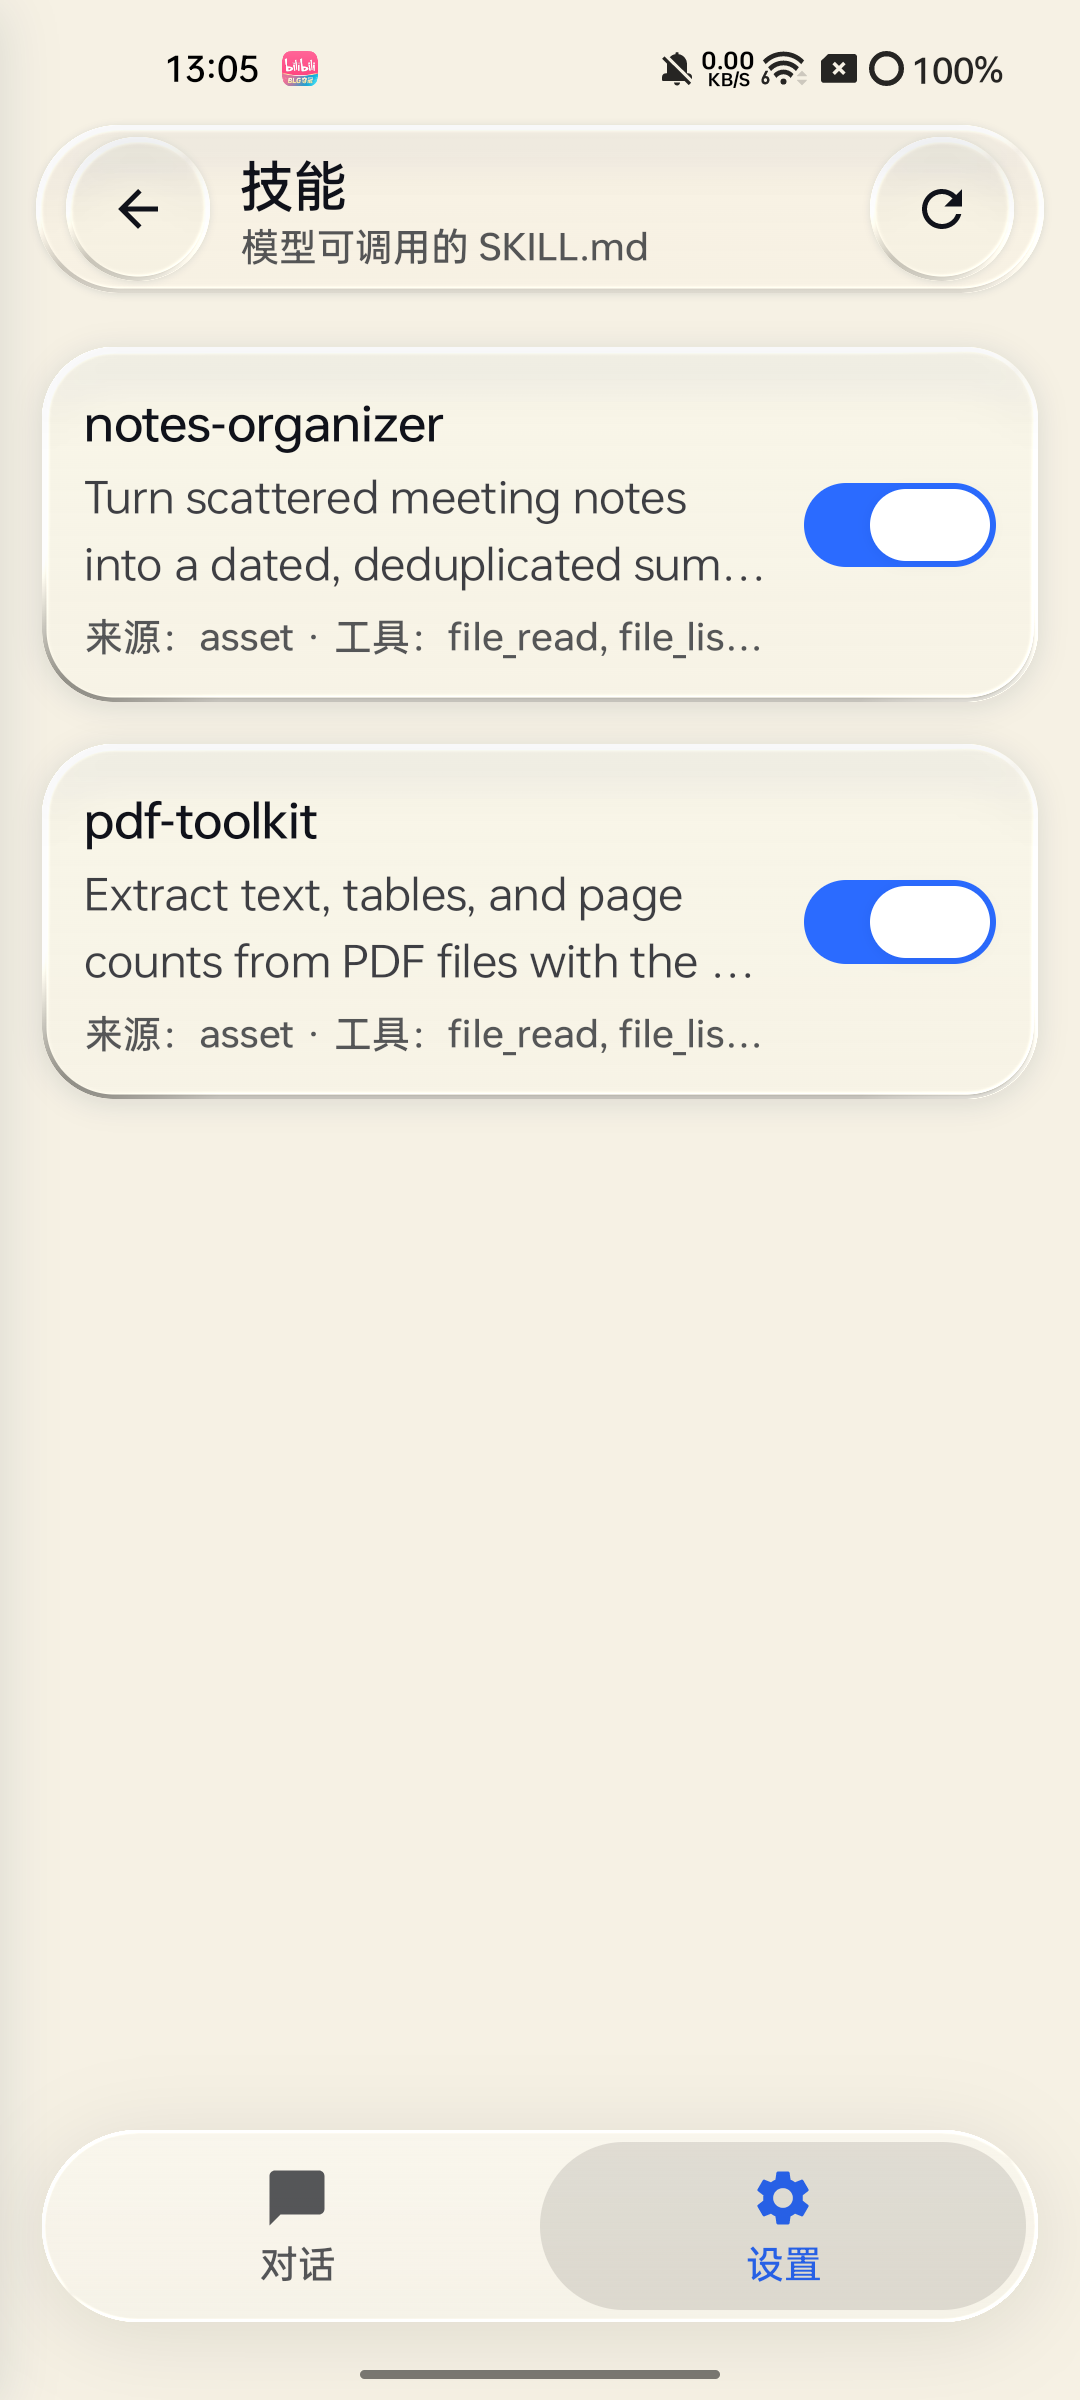 13:05
0.00
KB/S
6
100%
技能
模型可调用的 SKILL.md
notes-organizer
Turn scattered meeting notes
into a dated, deduplicated sum...
来源：asset · 工具：file_read, file_lis...
pdf-toolkit
Extract text, tables, and page
counts from PDF files with the ...
来源：asset · 工具：file_read, file_lis...
对话
设置